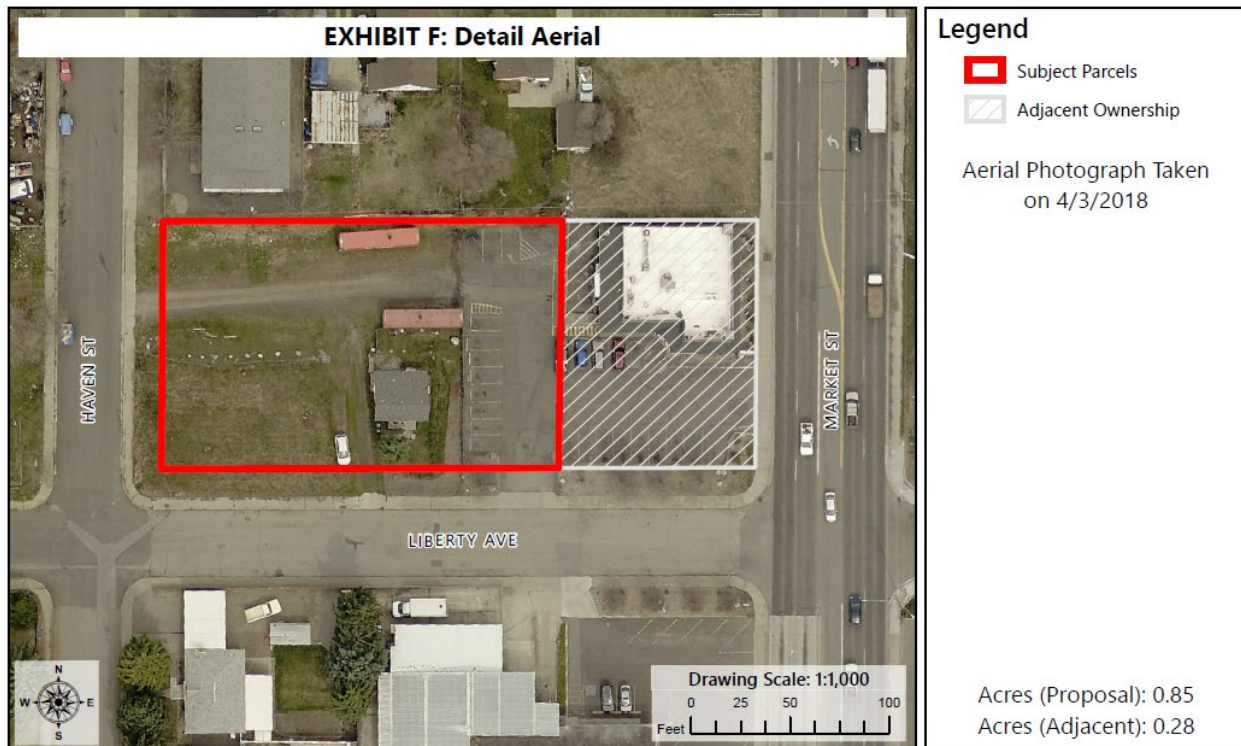 EXHIBIT F: Detail Aerial
Legend
Subject Parcels
Adjacent Ownership
Aerial Photograph Taken
on 4/3/2018
HAVEN ST
MARKET ST
LIBERTY AVE
N
W E
S
Drawing Scale: 1:1,000
0 25 50 100
Feet
Acres (Proposal): 0.85
Acres (Adjacent): 0.28